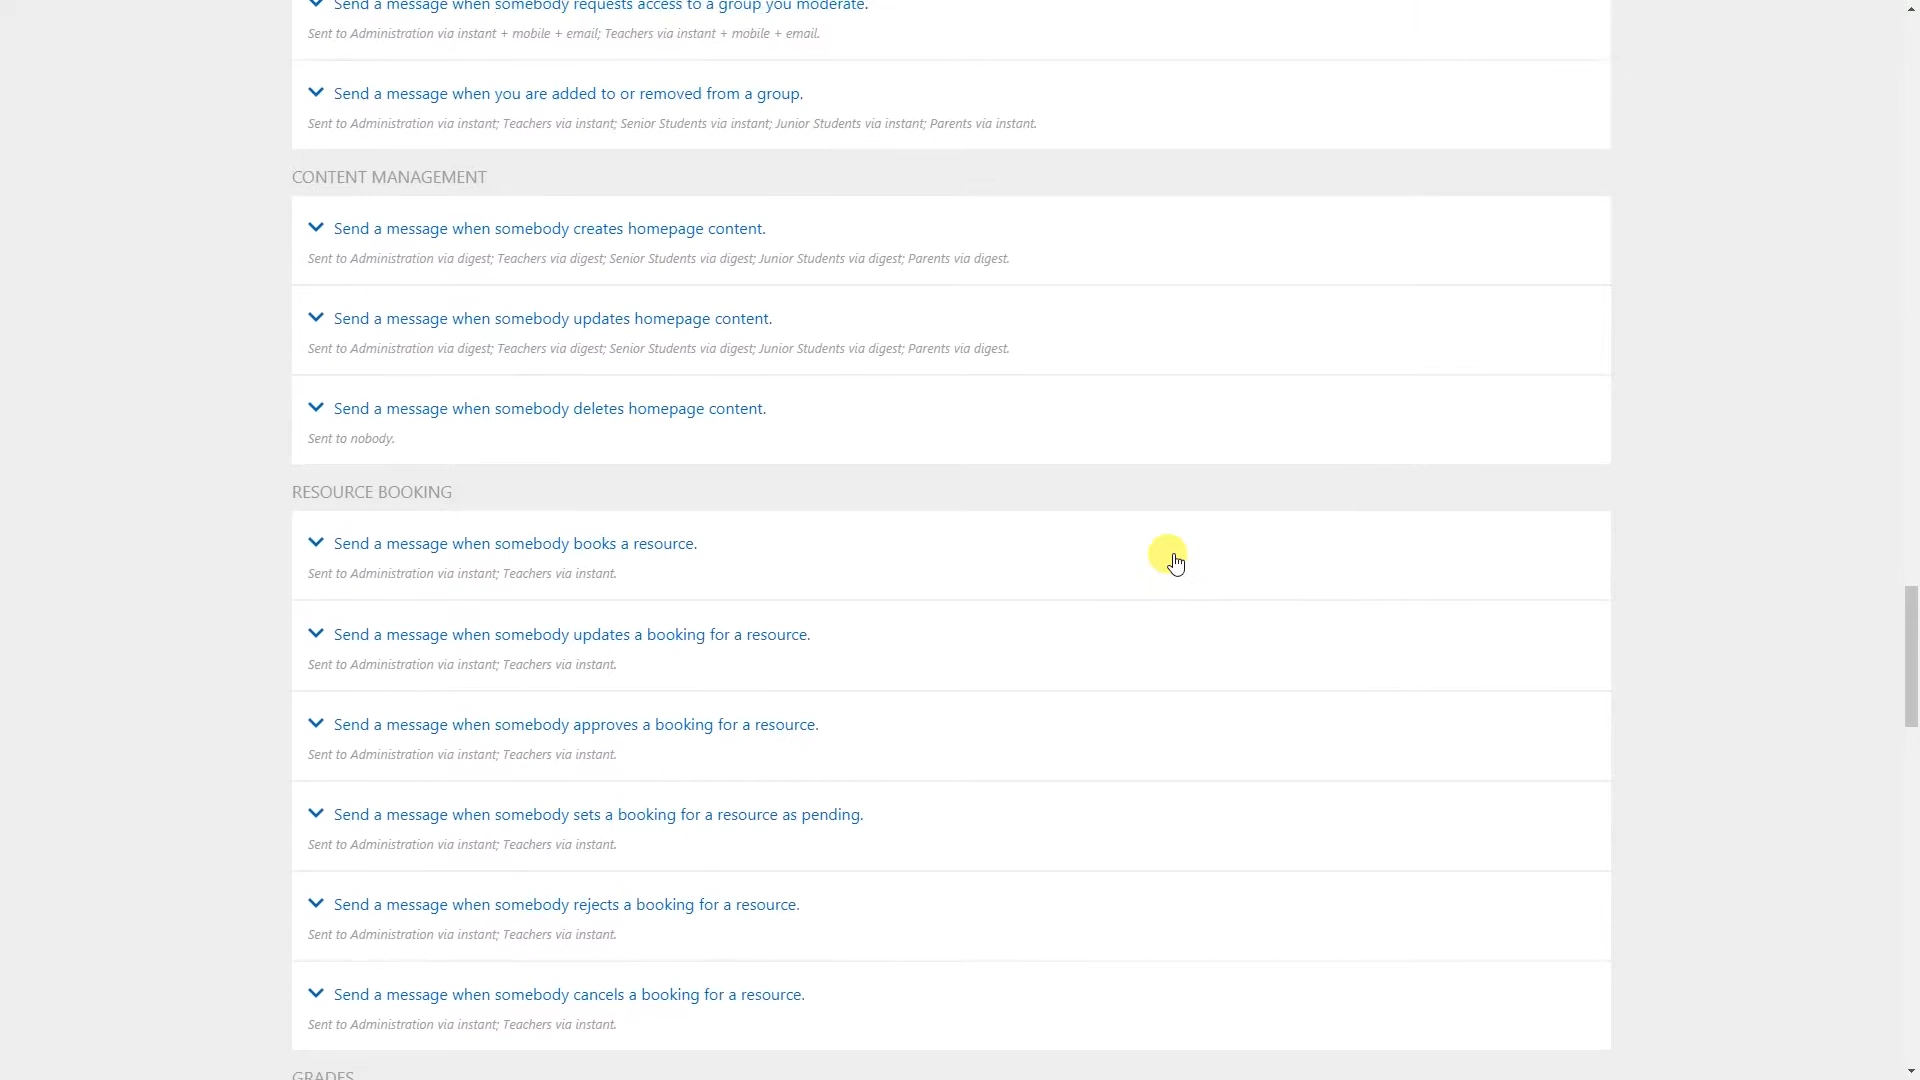 Send a message when somebody requests access to a group you moderate.
Sent to Administration via instant + mobile + email; Teachers via instant + mobile + email.
Send a message when you are added to or removed from a group.
Sent to Administration via instant; Teachers via instant; Senior Students via instant; Junior Students via instant; Parents via instant.
CONTENT MANAGEMENT
Send a message when somebody creates homepage content.
Sent to Administration via digest; Teachers via digest; Senior Students via digest; Junior Students via digest; Parents via digest.
Send a message when somebody updates homepage content.
Sent to Administration via digest; Teachers via digest; Senior Students via digest; Junior Students via digest; Parents via digest.
Send a message when somebody deletes homepage content.
Sent to nobody.
RESOURCE BOOKING
Send a message when somebody books a resource.
Sent to Administration via instant; Teachers via instant.
Send a message when somebody updates a booking for a resource.
Sent to Administration via instant; Teachers via instant.
Send a message when somebody approves a booking for a resource.
Sent to Administration via instant; Teachers via instant.
Send a message when somebody sets a booking for a resource as pending.
Sent to Administration via instant; Teachers via instant.
Send a message when somebody rejects a booking for a resource.
Sent to Administration via instant; Teachers via instant.
Send a message when somebody cancels a booking for a resource.
Sent to Administration via instant; Teachers via instant.
GRADES